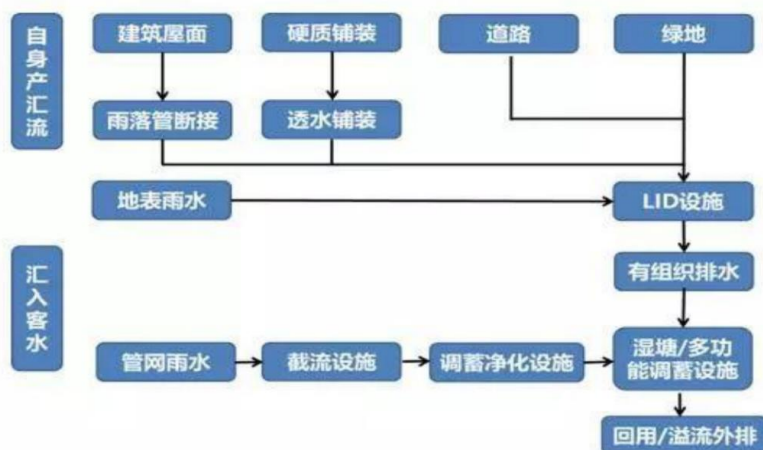 自身产汇流
建筑屋面
硬质铺装
道路
绿地
雨落管断接
透水铺装
地表雨水
LID设施
汇入客水
有组织排水
管网雨水
截流设施
调蓄净化设施
湿塘/多功
能调蓄设施
回用/溢流外排